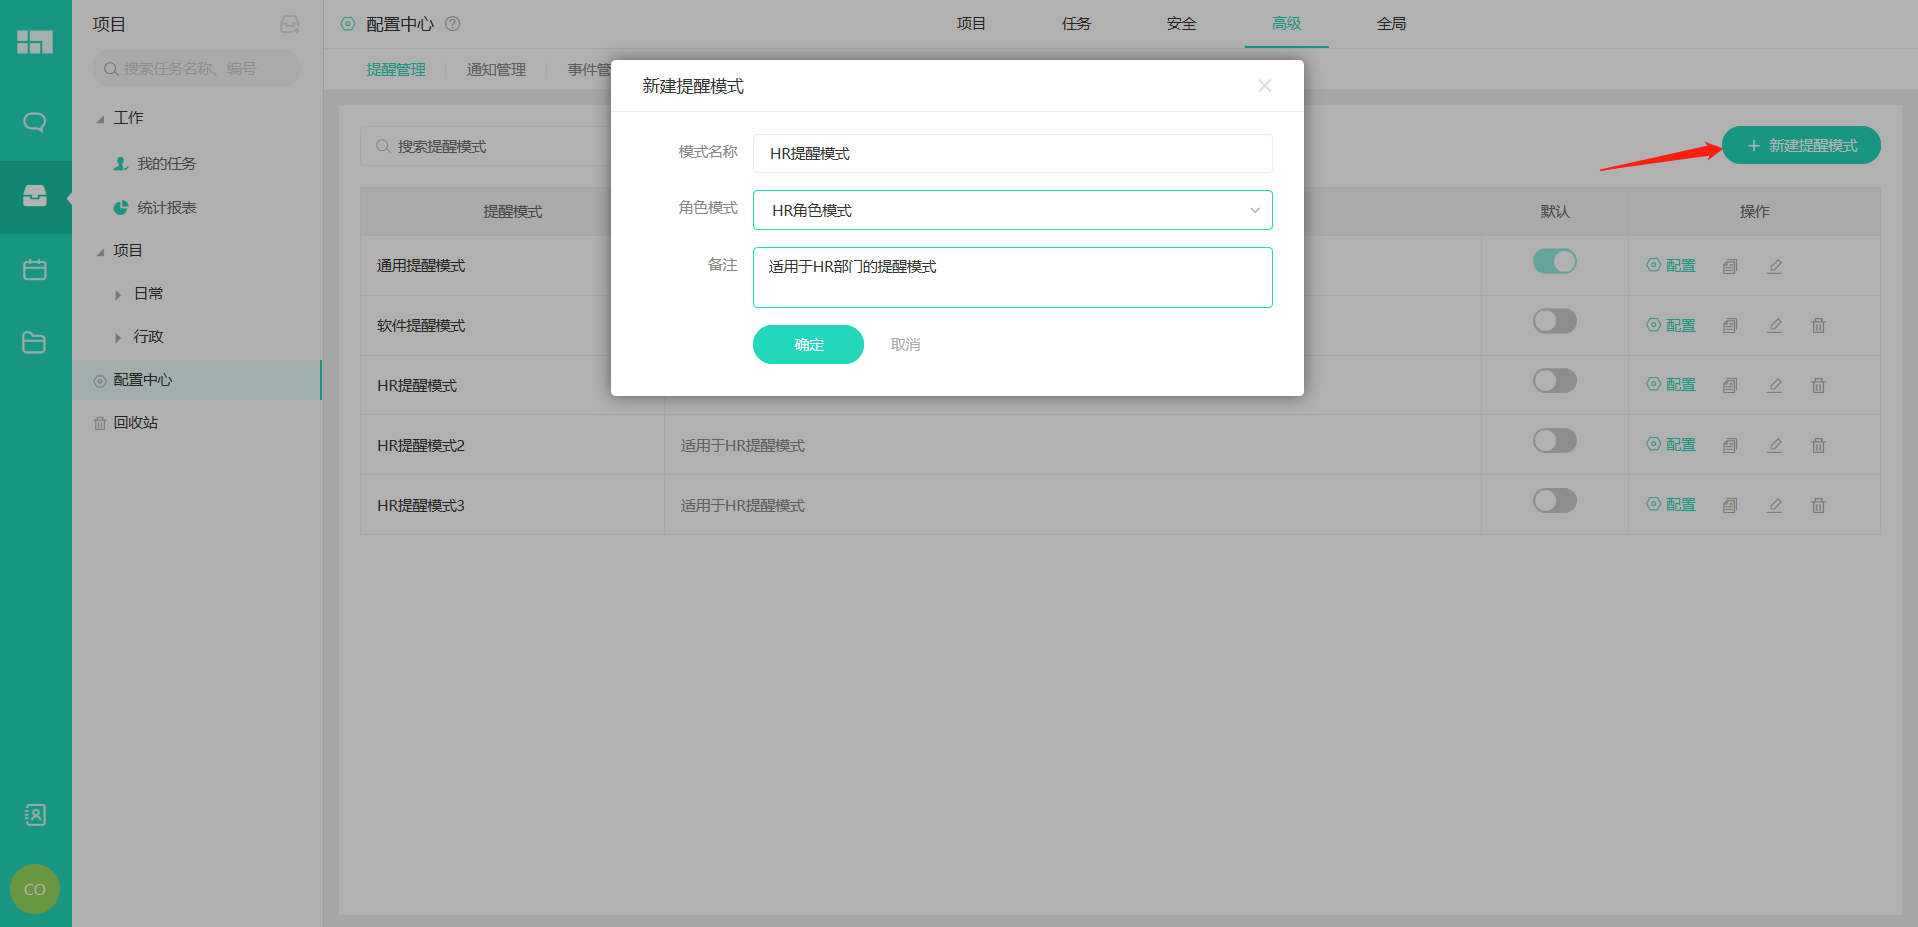 项目
搜索任务名称、编号
工作
我的任务
统计报表
项目
日常
行政
配置中心
回收站
CO
配置中心
项目
任务
安全
高级
全局
提醒管理
通知管理
事件管
搜索提醒模式
新建提醒模式
提醒模式
默认
操作
通用提醒模式
配置
软件提醒模式
配置
HR提醒模式
配置
HR提醒模式2
适用于HR提醒模式
配置
HR提醒模式3
适用于HR提醒模式
配置
新建提醒模式
模式名称
HR提醒模式
角色模式
HR角色模式
备注
适用于HR部门的提醒模式
确定
取消